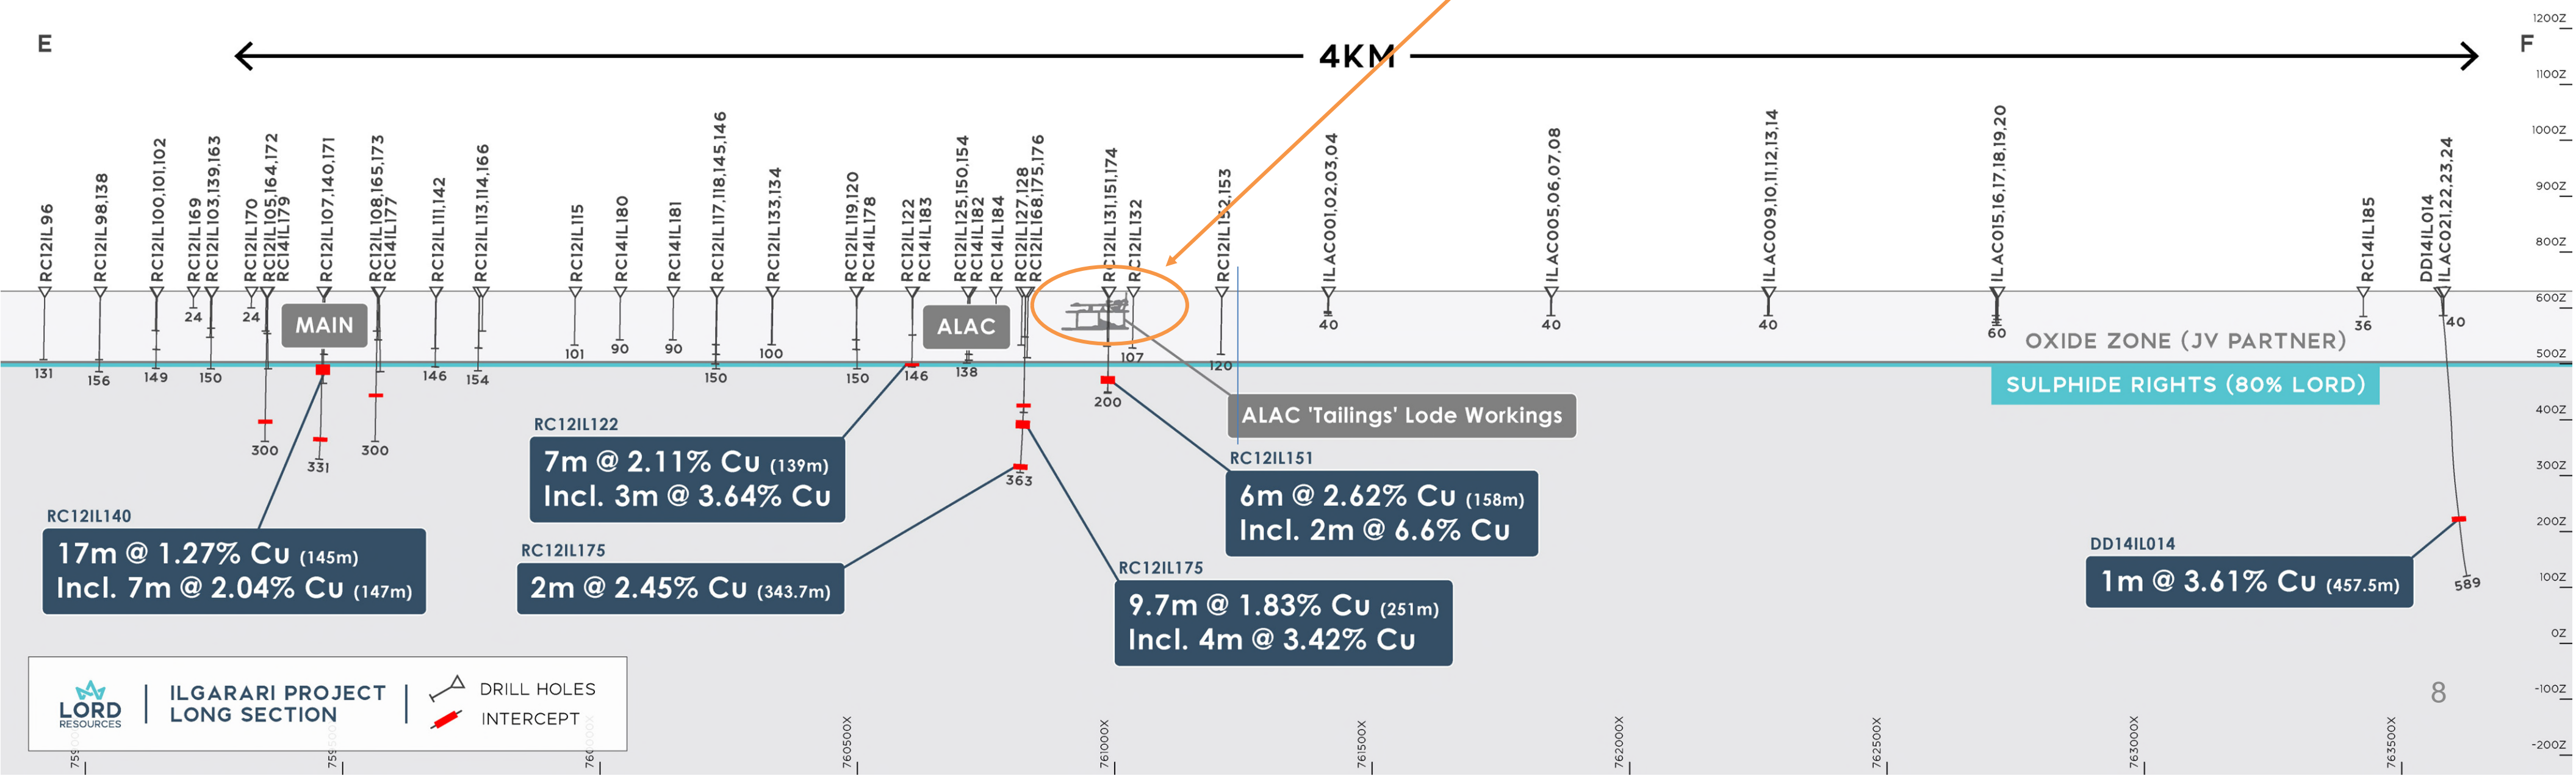 E
4KM
F
1200Z
1100Z
1000Z
900Z
800Z
600Z
500Z
400Z
300Z
200Z
100Z
0Z
-100Z
-200Z
RC12IL96
RC12IL98,138
RC12IL100,101,102
RC12IL169
RC12IL103,139,163
RC12IL170
RC12IL105,164,172
RC14IL179
RC12IL107,140,171
RC12IL108,165,173
RC14IL177
RC12IL111,142
RC12IL113,114,166
RC12IL115
RC14IL180
RC14IL181
RC12IL117,118,145,146
RC12IL133,134
RC12IL119,120
RC14IL178
RC12IL122
RC14IL183
RC12IL125,150,154
RC14IL182
RC14IL184
RC12IL127,128
RC12IL168,175,176
RC12IL131,151,174
RC12IL132
RC12IL152,153
ILAC001,02,03,04
ILAC005,06,07,08
ILAC009,10,11,12,13,14
ILAC015,16,17,18,19,20
RC14IL185
DD14IL014
ILAC021,22,23,24
MAIN
ALAC
131
156
149
24
150
24
300
331
300
146
154
101
90
90
150
100
150
146
138
363
200
107
120
40
40
40
60
36
40
589
OXIDE ZONE (JV PARTNER)
SULPHIDE RIGHTS (80% LORD)
ALAC 'Tailings' Lode Workings
RC12IL140
17m @ 1.27% Cu (145m)
Incl. 7m @ 2.04% Cu (147m)
RC12IL122
7m @ 2.11% Cu (139m)
Incl. 3m @ 3.64% Cu
RC12IL175
2m @ 2.45% Cu (343.7m)
RC12IL175
9.7m @ 1.83% Cu (251m)
Incl. 4m @ 3.42% Cu
RC12IL151
6m @ 2.62% Cu (158m)
Incl. 2m @ 6.6% Cu
DD14IL014
1m @ 3.61% Cu (457.5m)
LORD
RESOURCES
ILGARARI PROJECT
LONG SECTION
DRILL HOLES
INTERCEPT
8
760500X
761000X
761500X
762000X
762500X
763000X
763500X